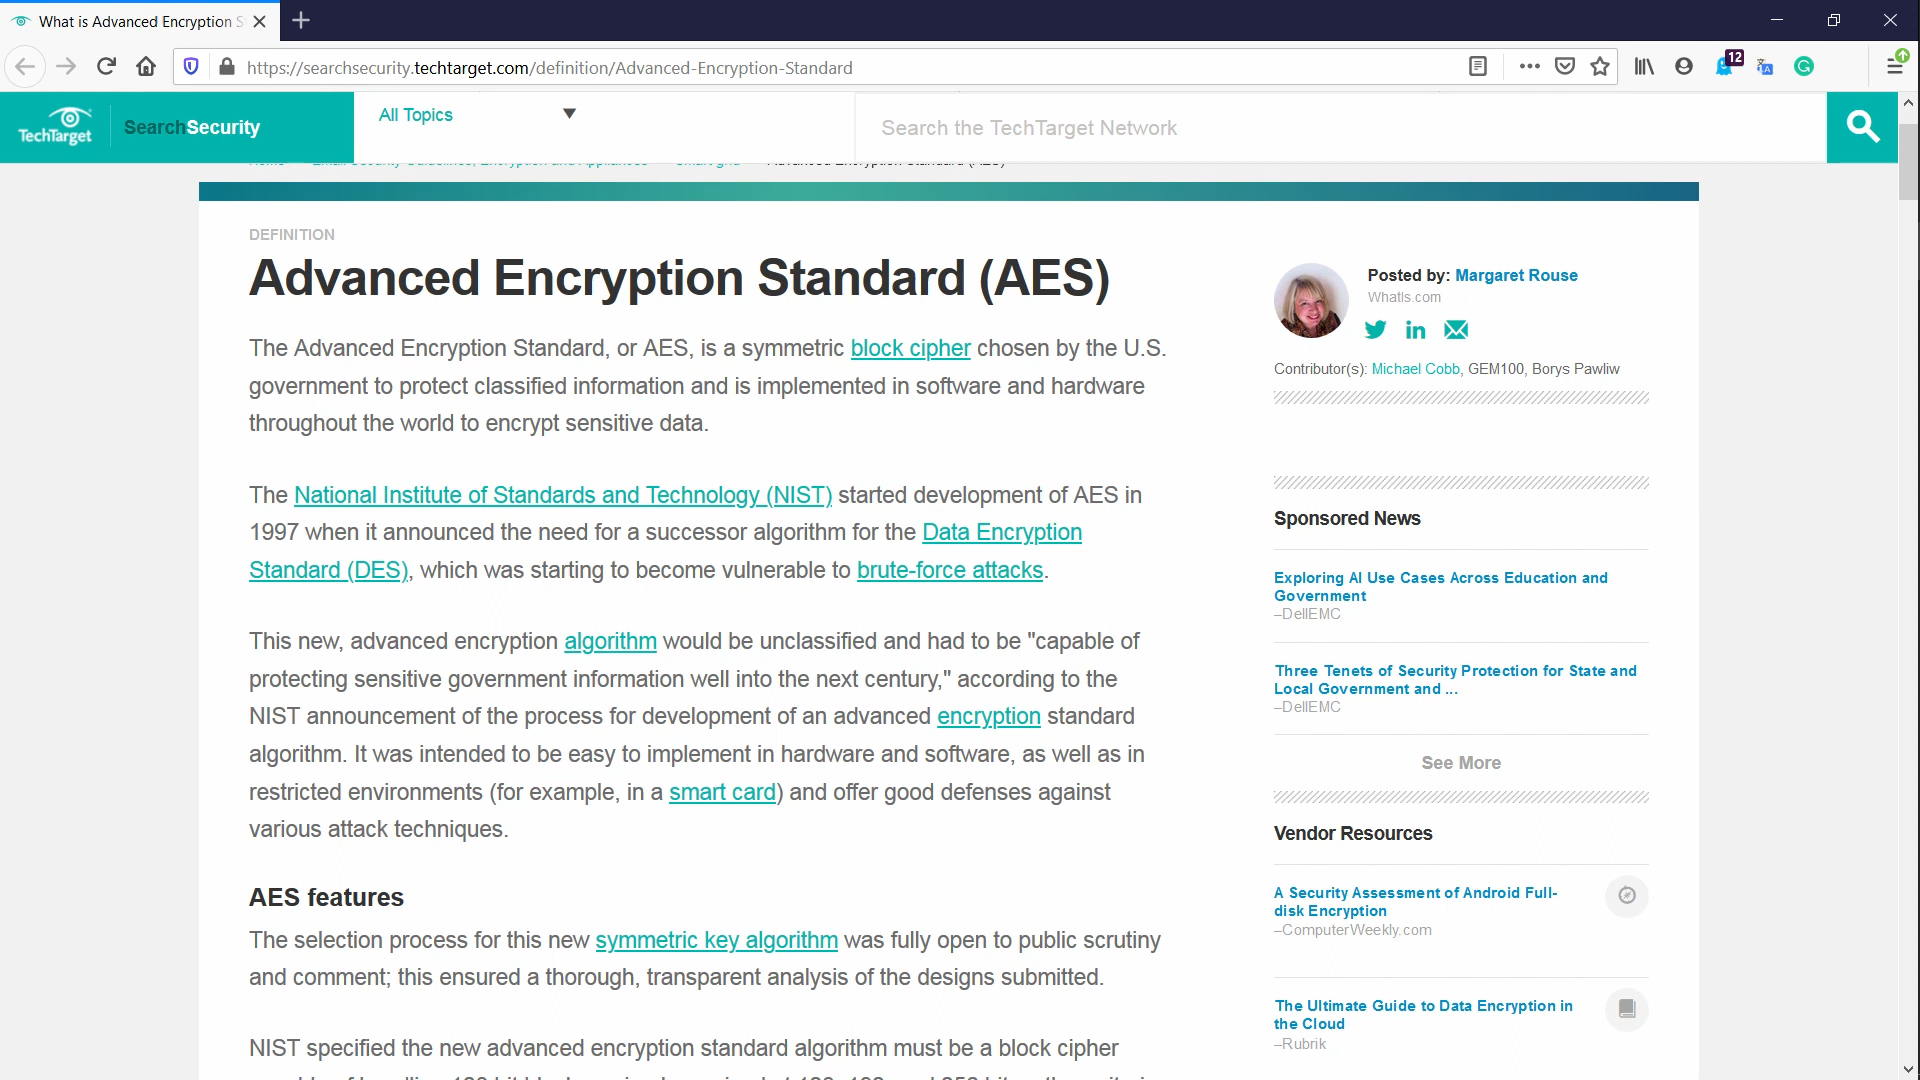 What is Advanced Encryption S
https://searchsecurity.techtarget.com/definition/Advanced-Encryption-Standard
12
TechTarget
SearchSecurity
All Topics
Search the TechTarget Network
DEFINITION
Advanced Encryption Standard (AES)
The Advanced Encryption Standard, or AES, is a symmetric block cipher chosen by the U.S.
government to protect classified information and is implemented in software and hardware
throughout the world to encrypt sensitive data.
The National Institute of Standards and Technology (NIST) started development of AES in
1997 when it announced the need for a successor algorithm for the Data Encryption
Standard (DES), which was starting to become vulnerable to brute-force attacks.
This new, advanced encryption algorithm would be unclassified and had to be "capable of
protecting sensitive government information well into the next century," according to the
NIST announcement of the process for development of an advanced encryption standard
algorithm. It was intended to be easy to implement in hardware and software, as well as in
restricted environments (for example, in a smart card) and offer good defenses against
various attack techniques.
AES features
The selection process for this new symmetric key algorithm was fully open to public scrutiny
and comment; this ensured a thorough, transparent analysis of the designs submitted.
NIST specified the new advanced encryption standard algorithm must be a block cipher
Posted by: Margaret Rouse
WhatIs.com
Contributor(s): Michael Cobb, GEM100, Borys Pawliw
Sponsored News
Exploring AI Use Cases Across Education and
Government
–DellEMC
Three Tenets of Security Protection for State and
Local Government and ...
–DellEMC
See More
Vendor Resources
A Security Assessment of Android Full-
disk Encryption
–ComputerWeekly.com
The Ultimate Guide to Data Encryption in
the Cloud
–Rubrik